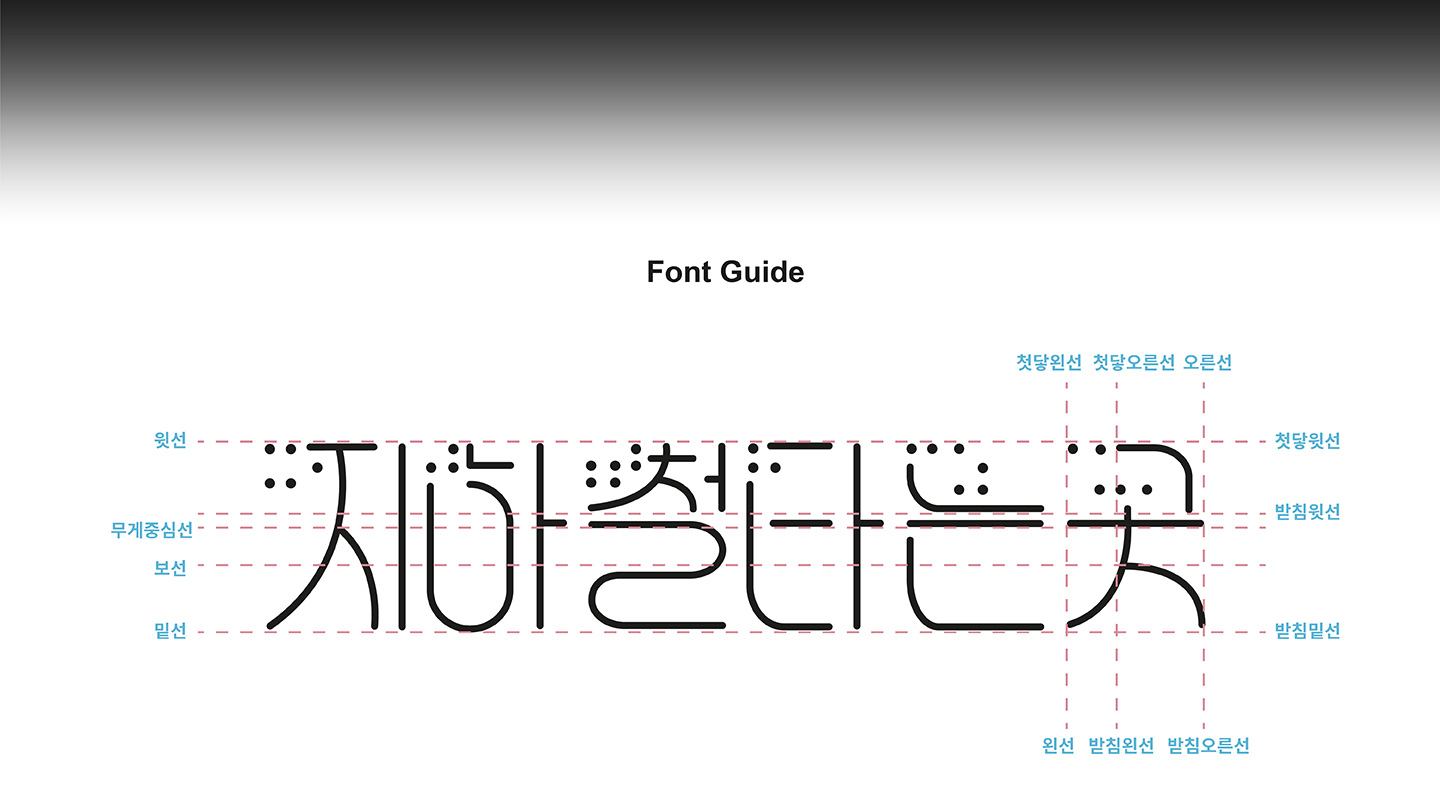 Font Guide
첫닿왼선 첫닿오른선 오른선
윗선
첫닿윗선
지하철타는곳
받침윗선
무게중심선
보선
밑선
받침밑선
왼선 받침왼선 받침오른선